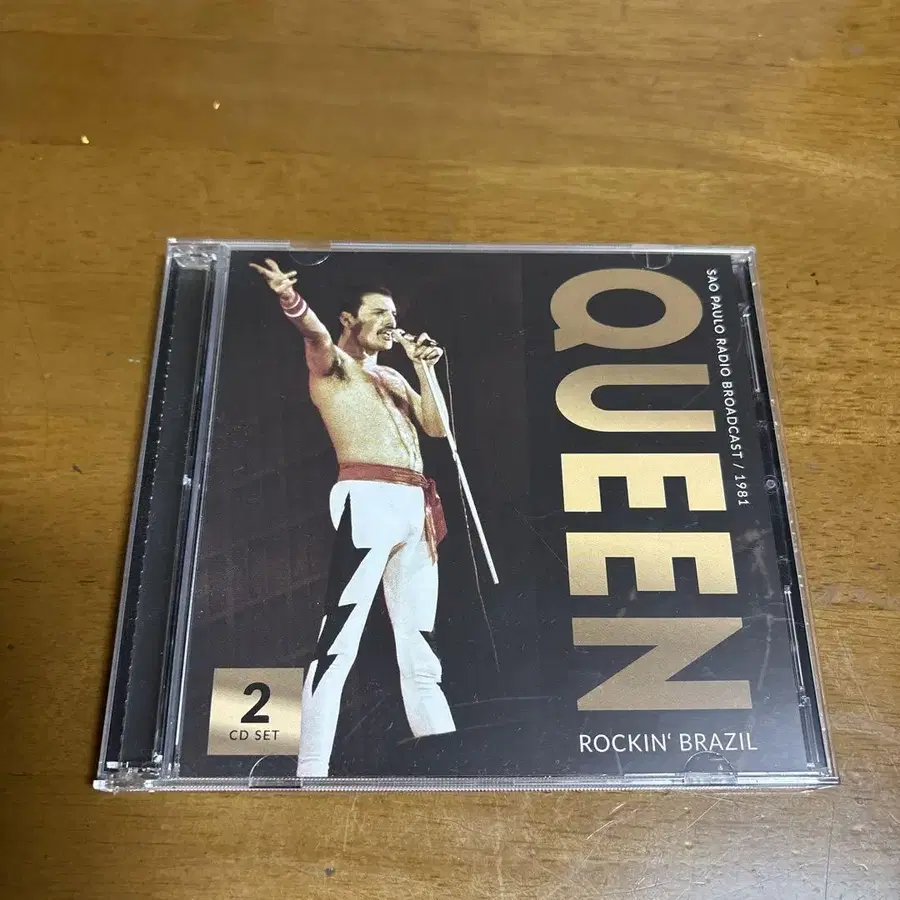 QUEEN
SAO PAULO RADIO BROADCAST / 1981
ROCKIN‘ BRAZIL
2
CD SET